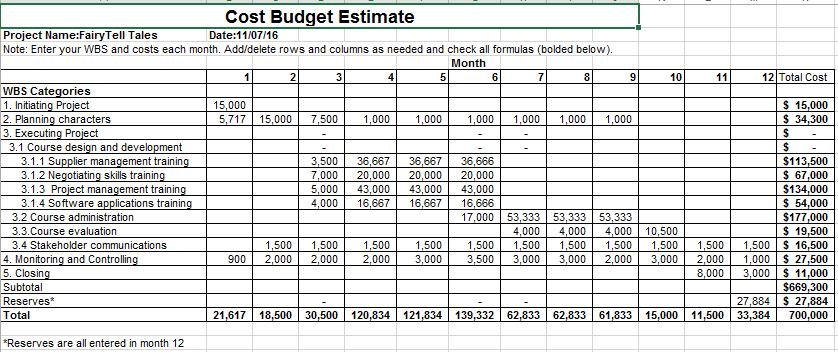 Cost Budget Estimate
Project Name:FairyTell Tales Date:11/07/16
Note: Enter your WBS and costs each month. Add/delete rows and columns as needed and check all formulas (bolded below).
Month
1 2 3 4 5 6 7 8 9 10 11 12 Total Cost
WBS Categories
1. Initiating Project 15,000 $ 15,000
2. Planning characters 5,717 15,000 7,500 1,000 1,000 1,000 1,000 1,000 1,000 $ 34,300
3. Executing Project - - - $ -
3.1 Course design and development - - - $ -
3.1.1 Supplier management training 3,500 36,667 36,667 36,666 $113,500
3.1.2 Negotiating skills training 7,000 20,000 20,000 20,000 $ 67,000
3.1.3 Project management training 5,000 43,000 43,000 43,000 $134,000
3.1.4 Software applications training 4,000 16,667 16,667 16,666 $ 54,000
3.2 Course administration 17,000 53,333 53,333 53,333 $177,000
3.3.Course evaluation 4,000 4,000 4,000 10,500 $ 19,500
3.4 Stakeholder communications 1,500 1,500 1,500 1,500 1,500 1,500 1,500 1,500 1,500 1,500 1,500 $ 16,500
4. Monitoring and Controlling 900 2,000 2,000 2,000 3,000 3,500 3,000 3,000 2,000 3,000 2,000 1,000 $ 27,500
5. Closing 8,000 3,000 $ 11,000
Subtotal $669,300
Reserves* - - - 27,884 $ 27,884
Total 21,617 18,500 30,500 120,834 121,834 139,332 62,833 62,833 61,833 15,000 11,500 33,384 700,000
*Reserves are all entered in month 12